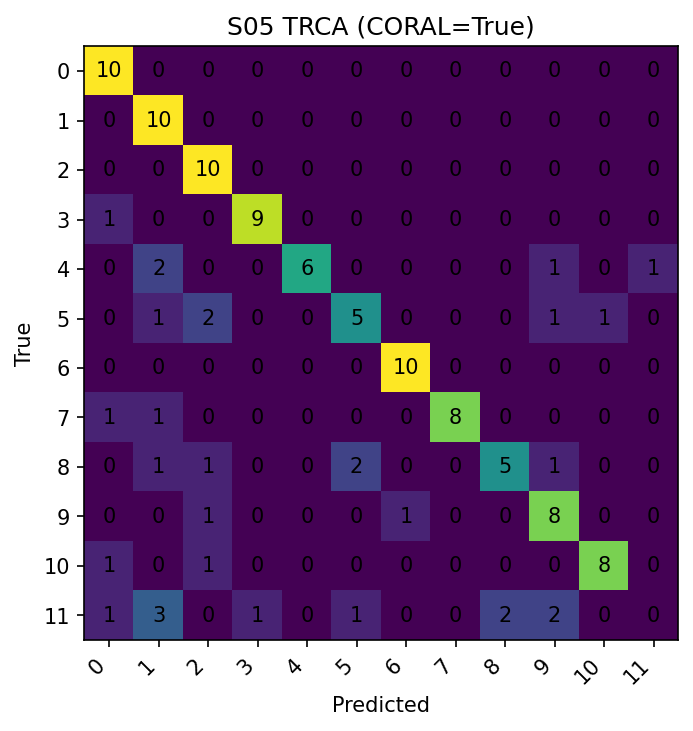 S05 TRCA (CORAL=True)
0 10 0 0 0 0 0 0 0 0 0 0 0
1 0 10 0 0 0 0 0 0 0 0 0 0
2 0 0 10 0 0 0 0 0 0 0 0 0
3 1 0 0 9 0 0 0 0 0 0 0 0
4 0 2 0 0 6 0 0 0 0 1 0 1
5 0 1 2 0 0 5 0 0 0 1 1 0
6 0 0 0 0 0 0 10 0 0 0 0 0
7 1 1 0 0 0 0 0 8 0 0 0 0
8 0 1 1 0 0 2 0 0 5 1 0 0
9 0 0 1 0 0 0 1 0 0 8 0 0
10 1 0 1 0 0 0 0 0 0 0 8 0
11 1 3 0 1 0 1 0 0 2 2 0 0
True
0 1 2 3 4 5 6 7 8 9 10 11
Predicted